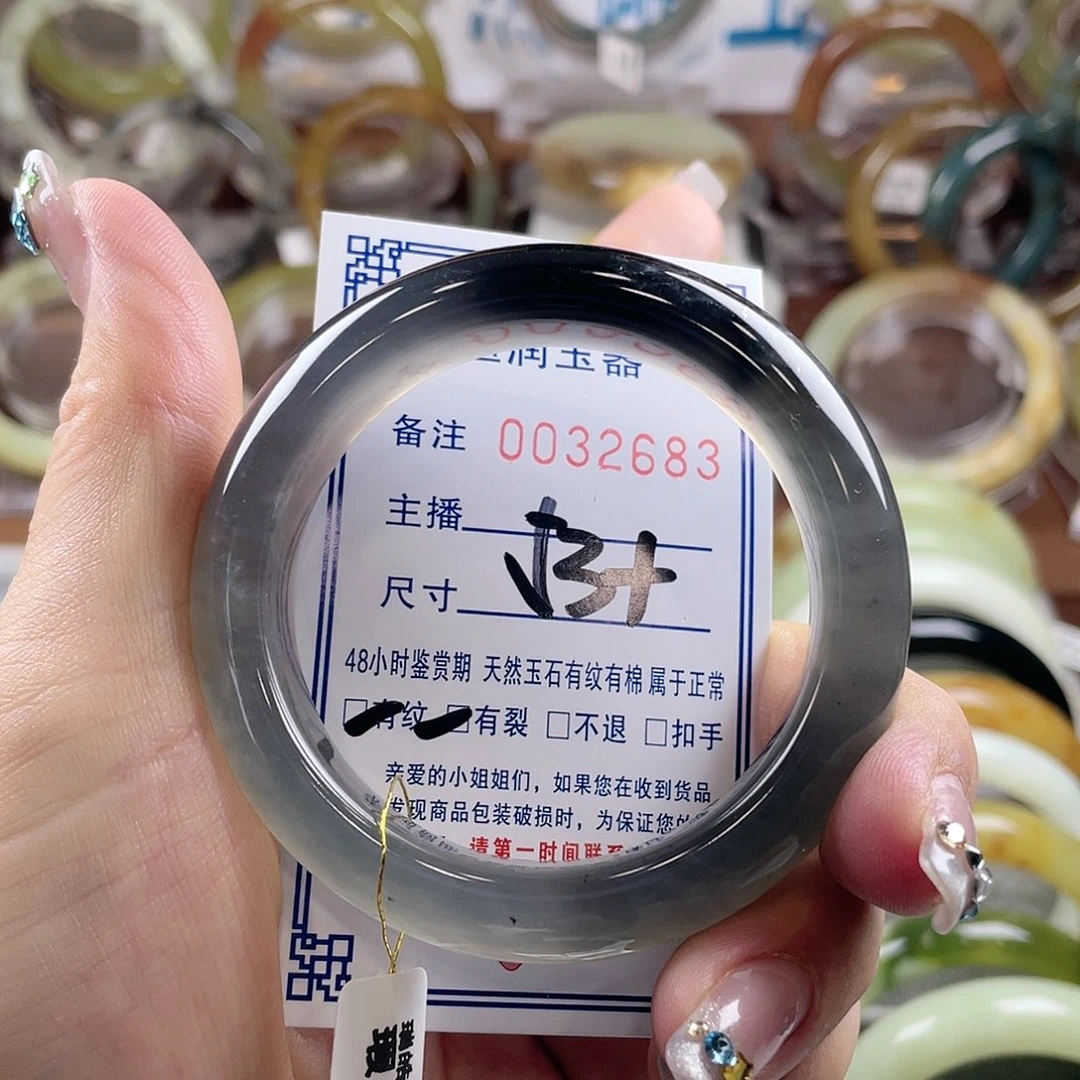 润玉器
备注 0032683
主播
尺寸
48小时鉴赏期 天然玉石有纹有棉 属于正常
□有纹 □有裂 □不退 □扣手
亲爱的小姐姐们，如果您在收到货品
发现商品包装破损时，为保证您的
请第一时间联系